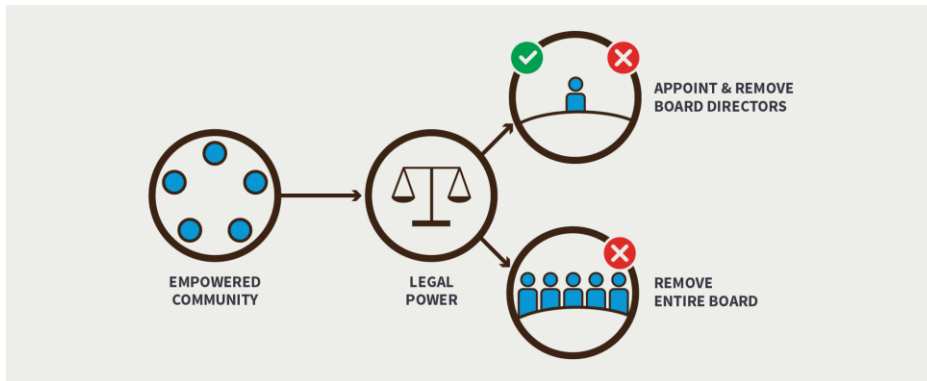 EMPOWERED
COMMUNITY
LEGAL
POWER
APPOINT & REMOVE
BOARD DIRECTORS
REMOVE
ENTIRE BOARD